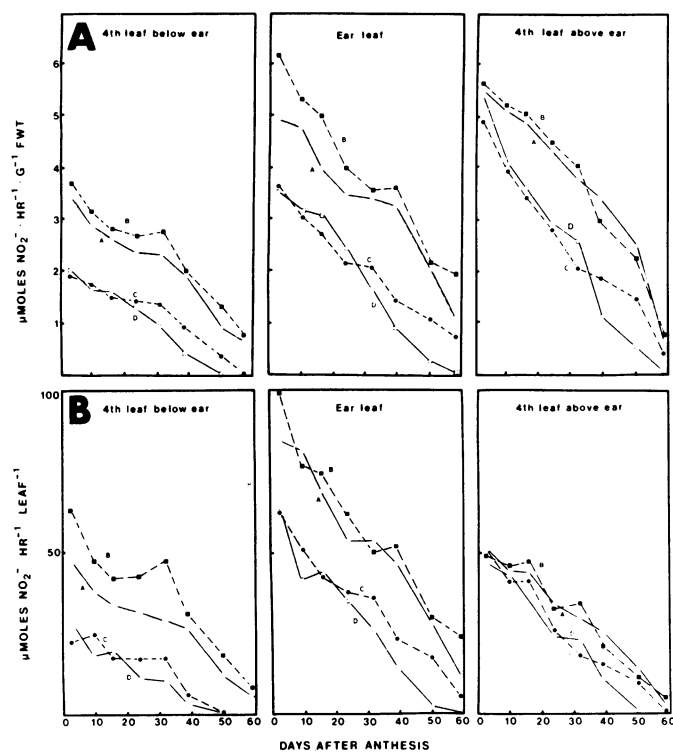 A
4th leaf below ear
Ear leaf
4th leaf above ear
6
5
4
3
2
1
B
A
C
D
B
A
C
D
B
A
D
C
μMOLES NO₂⁻ · HR⁻¹ · G⁻¹ FWT
B
4th leaf below ear
Ear leaf
4th leaf above ear
100
50
B
A
C
D
B
A
C
D
B
A
μMOLES NO₂⁻ HR⁻¹ LEAF⁻¹
0 10 20 30 40 50 60
0 10 20 30 40 50 60
0 10 20 30 40 50 60
DAYS AFTER ANTHESIS